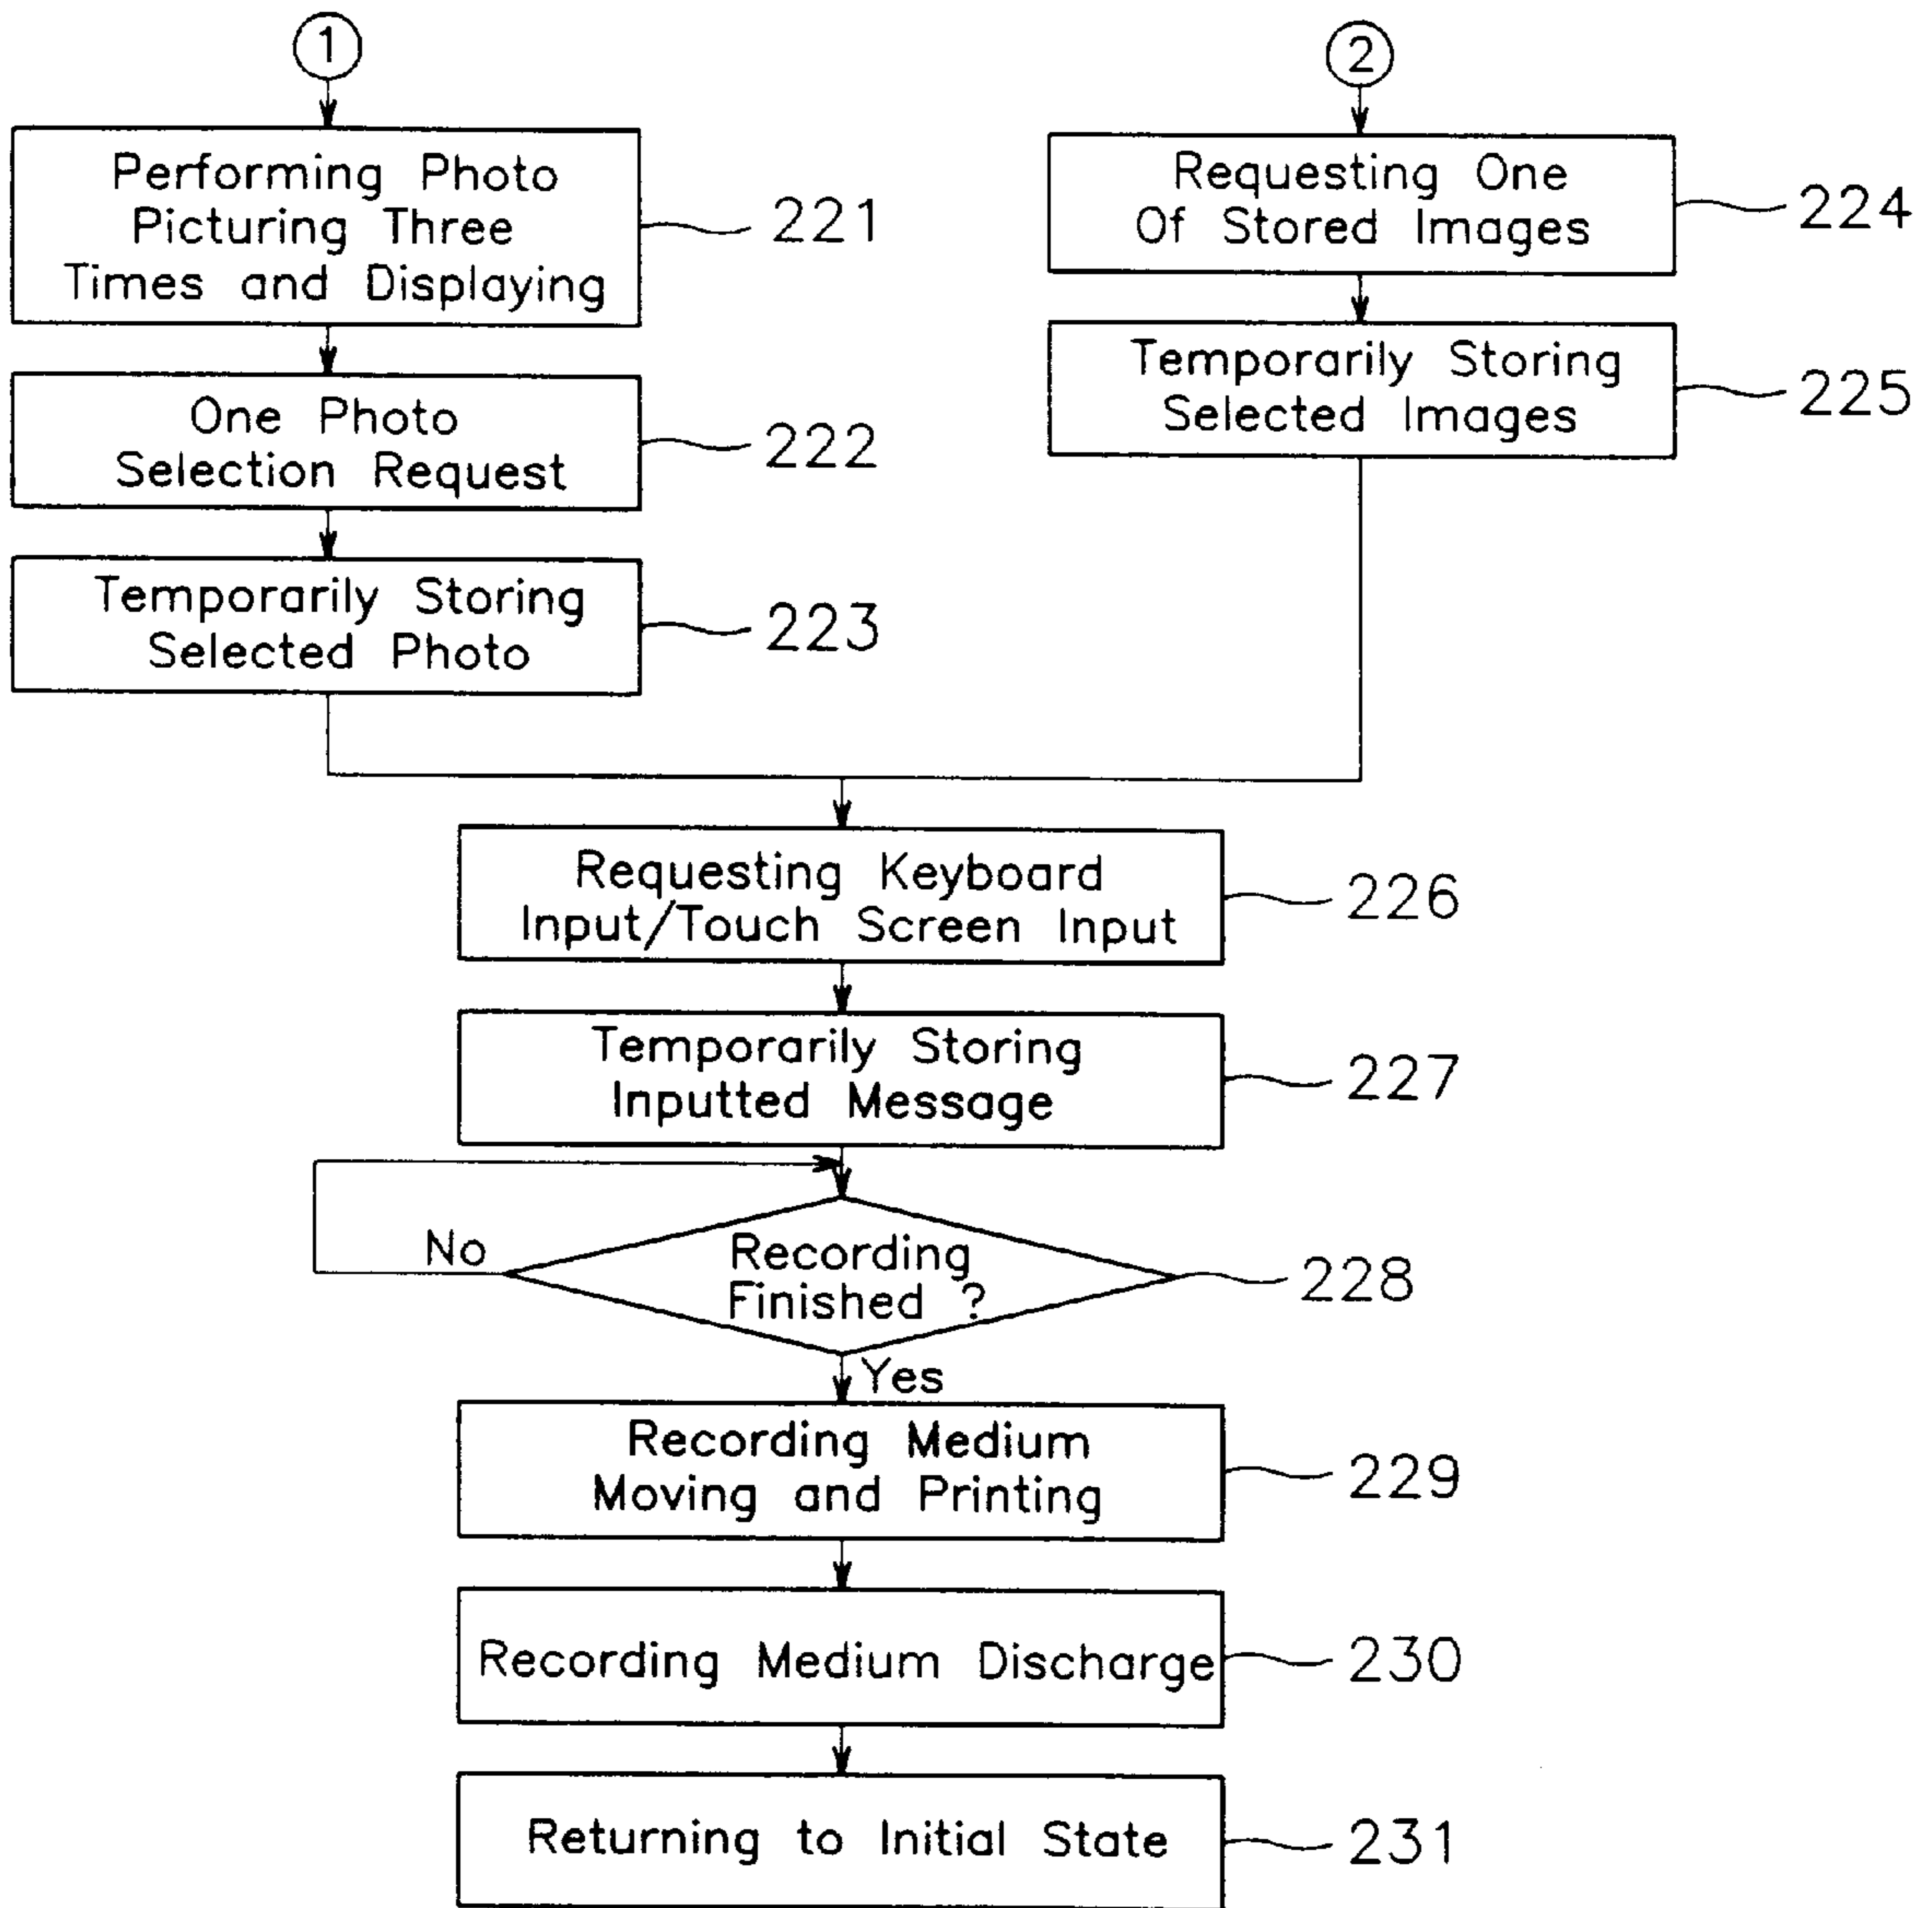 1
Performing Photo
Picturing Three
Times and Displaying
221
One Photo
Selection Request
222
Temporarily Storing
Selected Photo
223
2
Requesting One
Of Stored Images
224
Temporarily Storing
Selected Images
225
Requesting Keyboard
Input/Touch Screen Input
226
Temporarily Storing
Inputted Message
227
No
Recording
Finished ?
228
Yes
Recording Medium
Moving and Printing
229
Recording Medium Discharge
230
Returning to Initial State
231